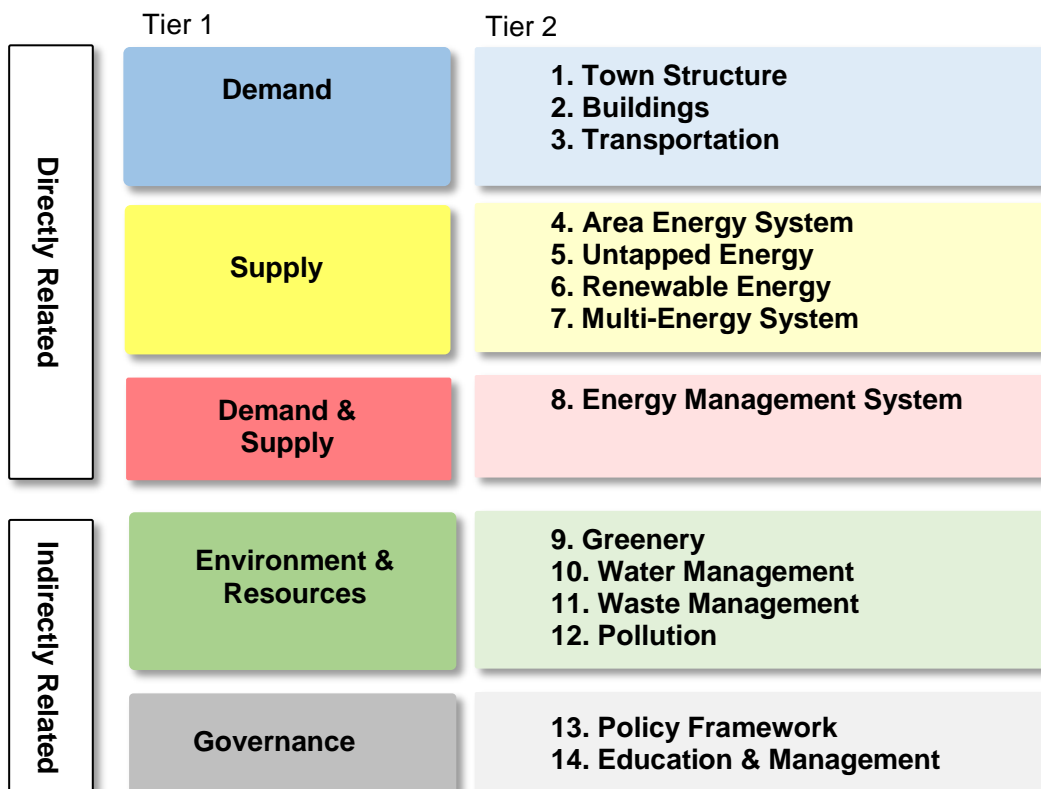 Tier 1
Tier 2
Directly Related
Demand
1. Town Structure
2. Buildings
3. Transportation
Supply
4. Area Energy System
5. Untapped Energy
6. Renewable Energy
7. Multi-Energy System
Demand &
Supply
8. Energy Management System
Indirectly Related
Environment &
Resources
9. Greenery
10. Water Management
11. Waste Management
12. Pollution
Governance
13. Policy Framework
14. Education & Management